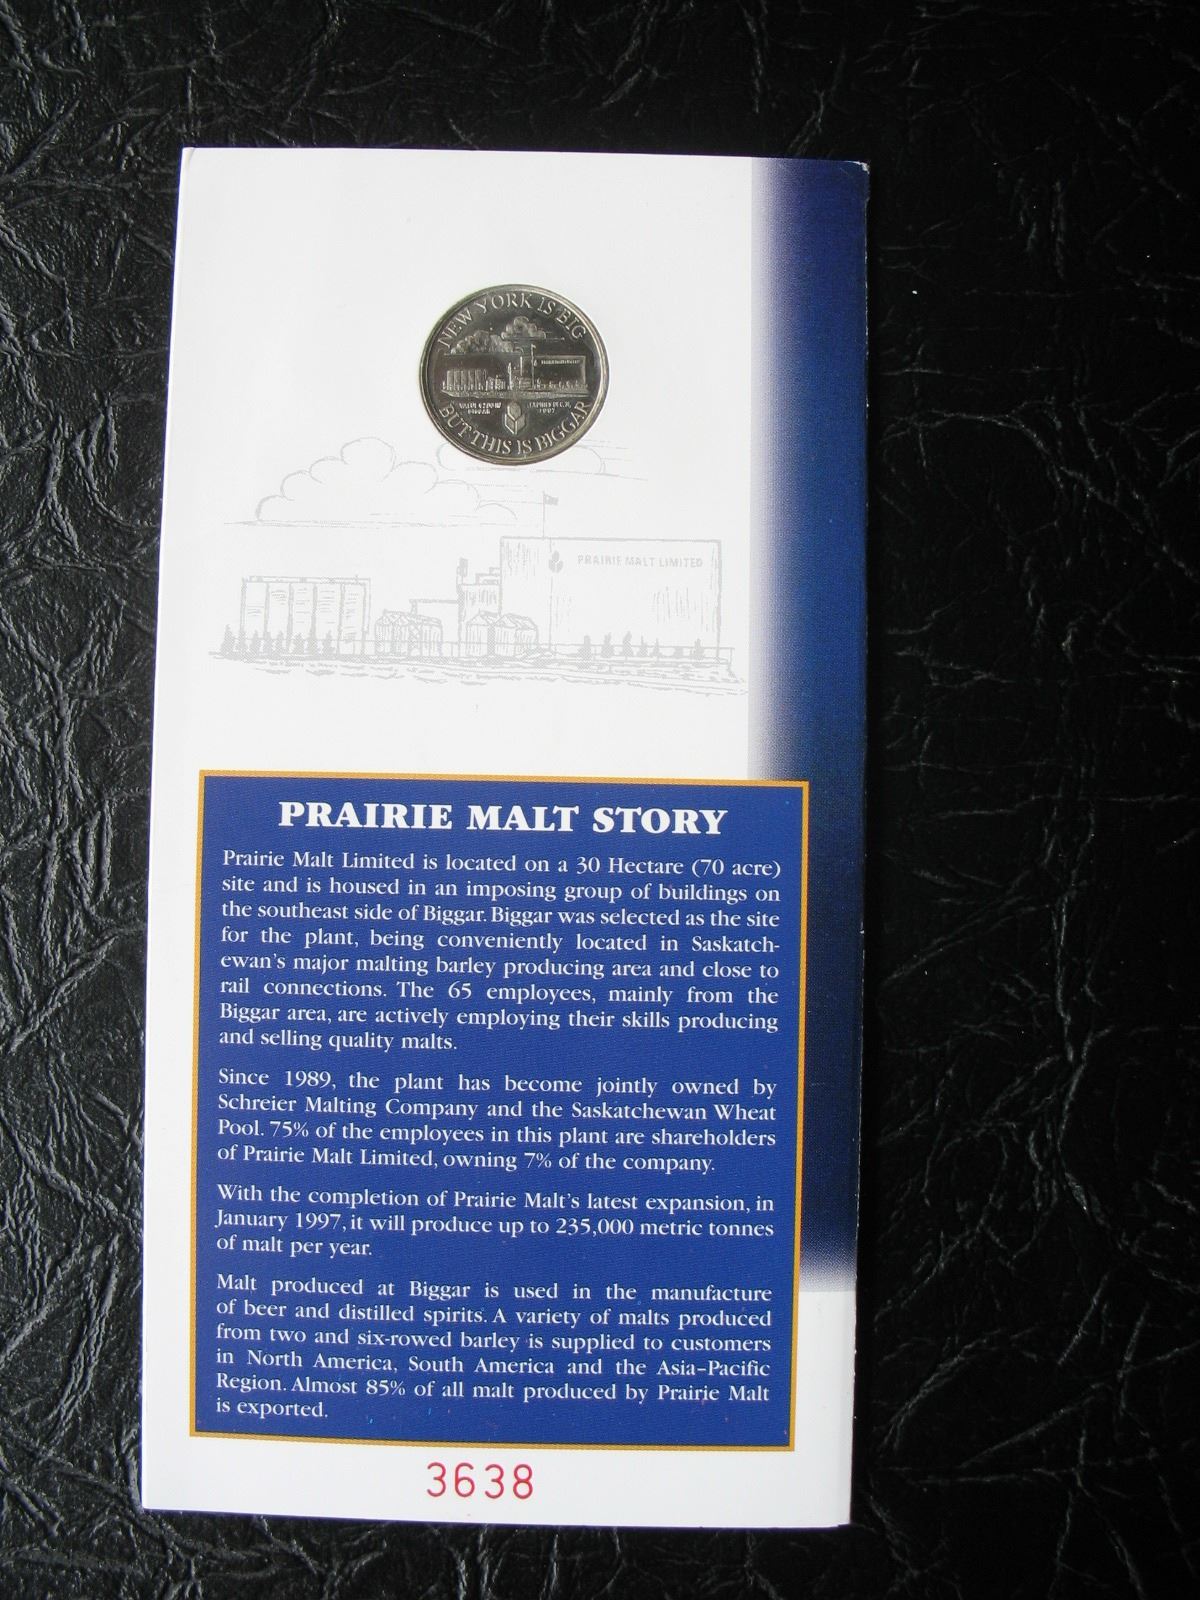 NEW YORK IS BIG
VALUE $2.00 IN
BIGGAR
EXPIRES DEC. 31,
1997
BUT THIS IS BIGGAR
PRAIRIE MALT LIMITED
PRAIRIE MALT STORY
Prairie Malt Limited is located on a 30 Hectare (70 acre)
site and is housed in an imposing group of buildings on
the southeast side of Biggar. Biggar was selected as the site
for the plant, being conveniently located in Saskatch-
ewan's major malting barley producing area and close to
rail connections. The 65 employees, mainly from the
Biggar area, are actively employing their skills producing
and selling quality malts.
Since 1989, the plant has become jointly owned by
Schreier Malting Company and the Saskatchewan Wheat
Pool. 75% of the employees in this plant are shareholders
of Prairie Malt Limited, owning 7% of the company.
With the completion of Prairie Malt's latest expansion, in
January 1997, it will produce up to 235,000 metric tonnes
of malt per year.
Malt produced at Biggar is used in the manufacture
of beer and distilled spirits. A variety of malts produced
from two and six-rowed barley is supplied to customers
in North America, South America and the Asia-Pacific
Region. Almost 85% of all malt produced by Prairie Malt
is exported.
3638